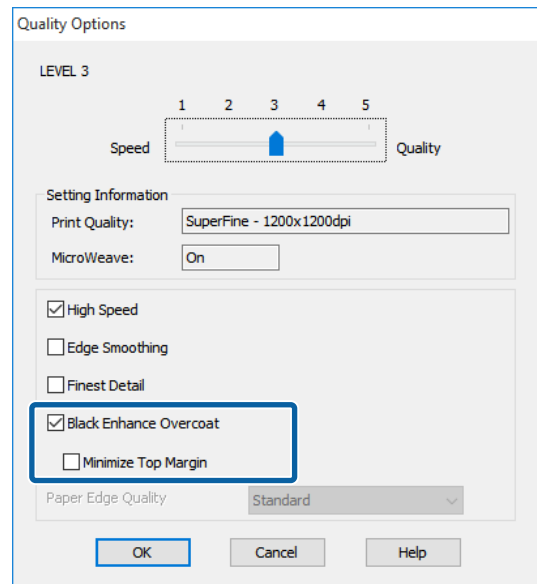 Quality Options
LEVEL 3
1 2 3 4 5
Speed Quality
Setting Information
Print Quality: SuperFine - 1200x1200dpi
MicroWeave: On
High Speed
Edge Smoothing
Finest Detail
Black Enhance Overcoat
Minimize Top Margin
Paper Edge Quality Standard
OK Cancel Help